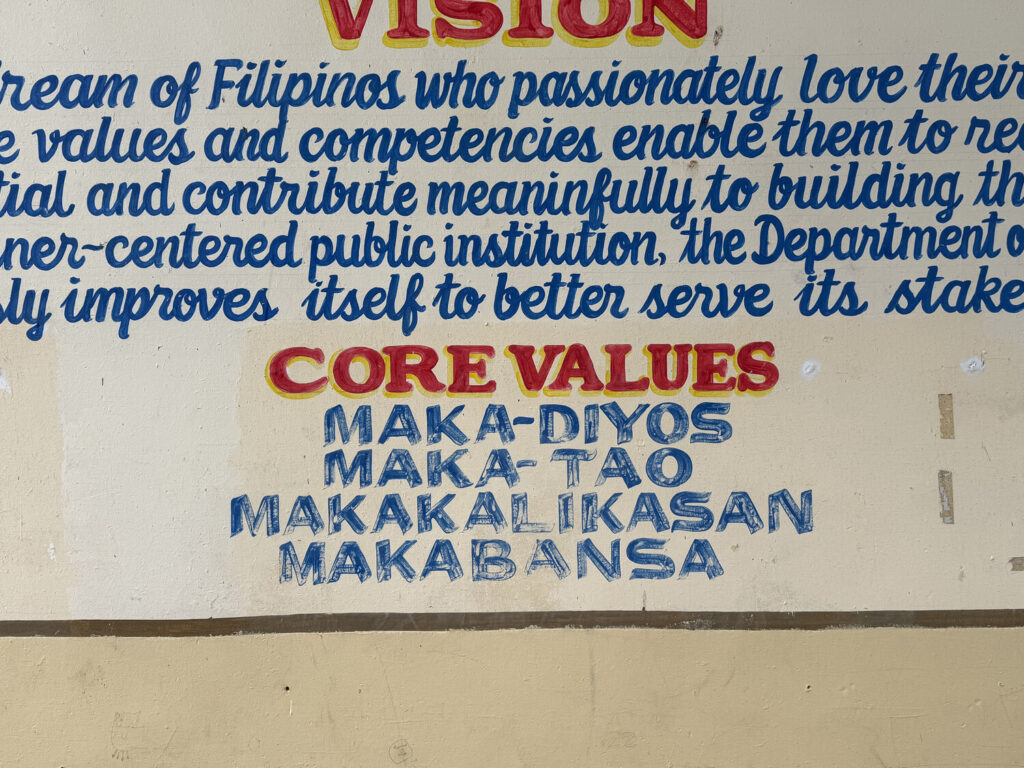 VISION
ream of Filipinos who passionately love their
e values and competencies enable them to re
tial and contribute meaninfully to building th
ner-centered public institution, the Department o
sly improves itself to better serve its stake
CORE VALUES
MAKA-DIYOS
MAKA-TAO
MAKAKALIKASAN
MAKABANSA